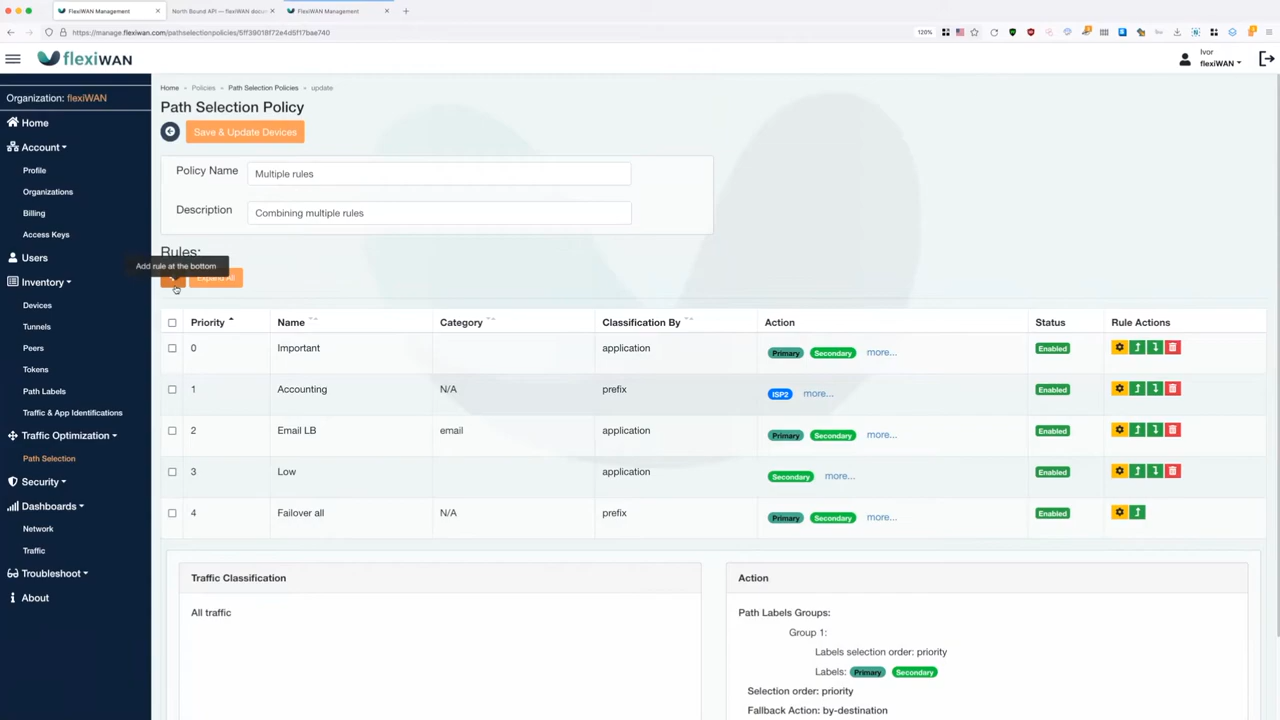 FlexiWAN Management
North Bound API — flexiWAN docu
FlexiWAN Management
https://manage.flexiwan.com/pathselectionpolicies/5ff39018f72e4d5f17bae740
120%
flexiWAN
Ivor
flexiWAN
Organization: flexiWAN
Home
Account
Profile
Organizations
Billing
Access Keys
Users
Inventory
Devices
Tunnels
Peers
Tokens
Path Labels
Traffic & App Identifications
Traffic Optimization
Path Selection
Security
Dashboards
Network
Traffic
Troubleshoot
About
Home Policies Path Selection Policies update
Path Selection Policy
Save & Update Devices
Policy Name Multiple rules
Description Combining multiple rules
Rules:
Add rule at the bottom
Expand All
Priority Name Category Classification By Action Status Rule Actions
0 Important application Primary Secondary more... Enabled
1 Accounting N/A prefix ISP2 more... Enabled
2 Email LB email application Primary Secondary more... Enabled
3 Low application Secondary more... Enabled
4 Failover all N/A prefix Primary Secondary more... Enabled
Traffic Classification
All traffic
Action
Path Labels Groups:
Group 1:
Labels selection order: priority
Labels: Primary Secondary
Selection order: priority
Fallback Action: by-destination